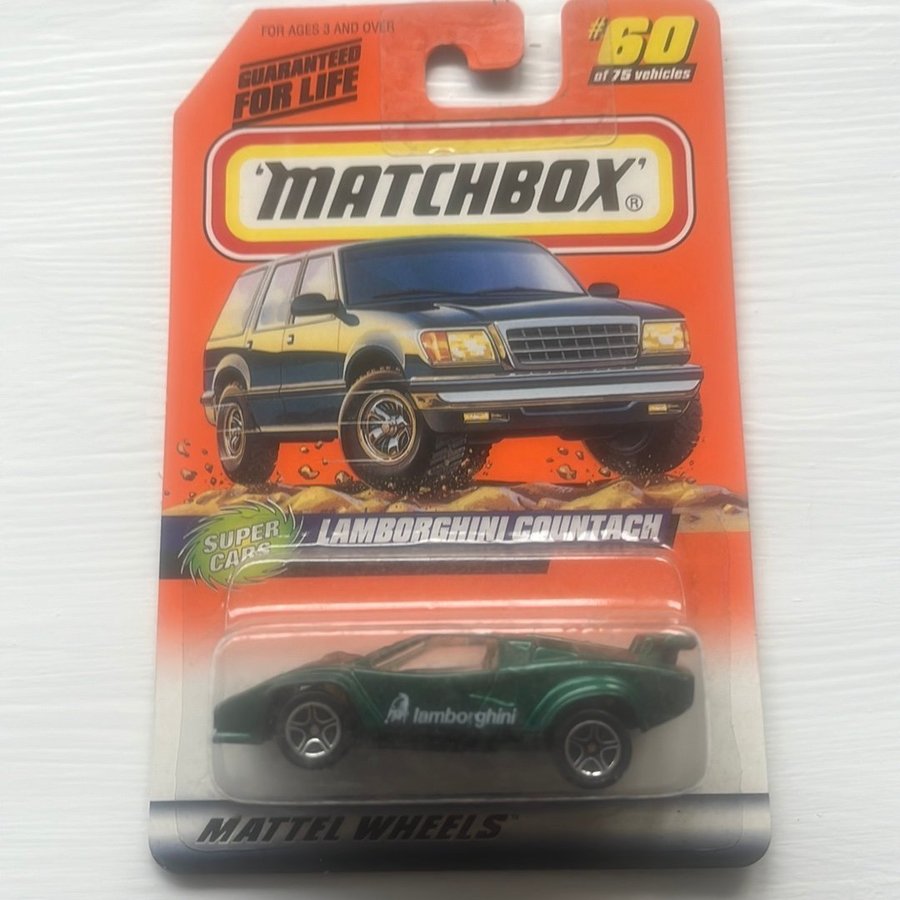 FOR AGES 3 AND OVER
GUARANTEED
FOR LIFE
#60
of 75 vehicles
'MATCHBOX'®
LAMBORGHINI COUNTACH
SUPER
CARS
lamborghini
MATTEL WHEELS™